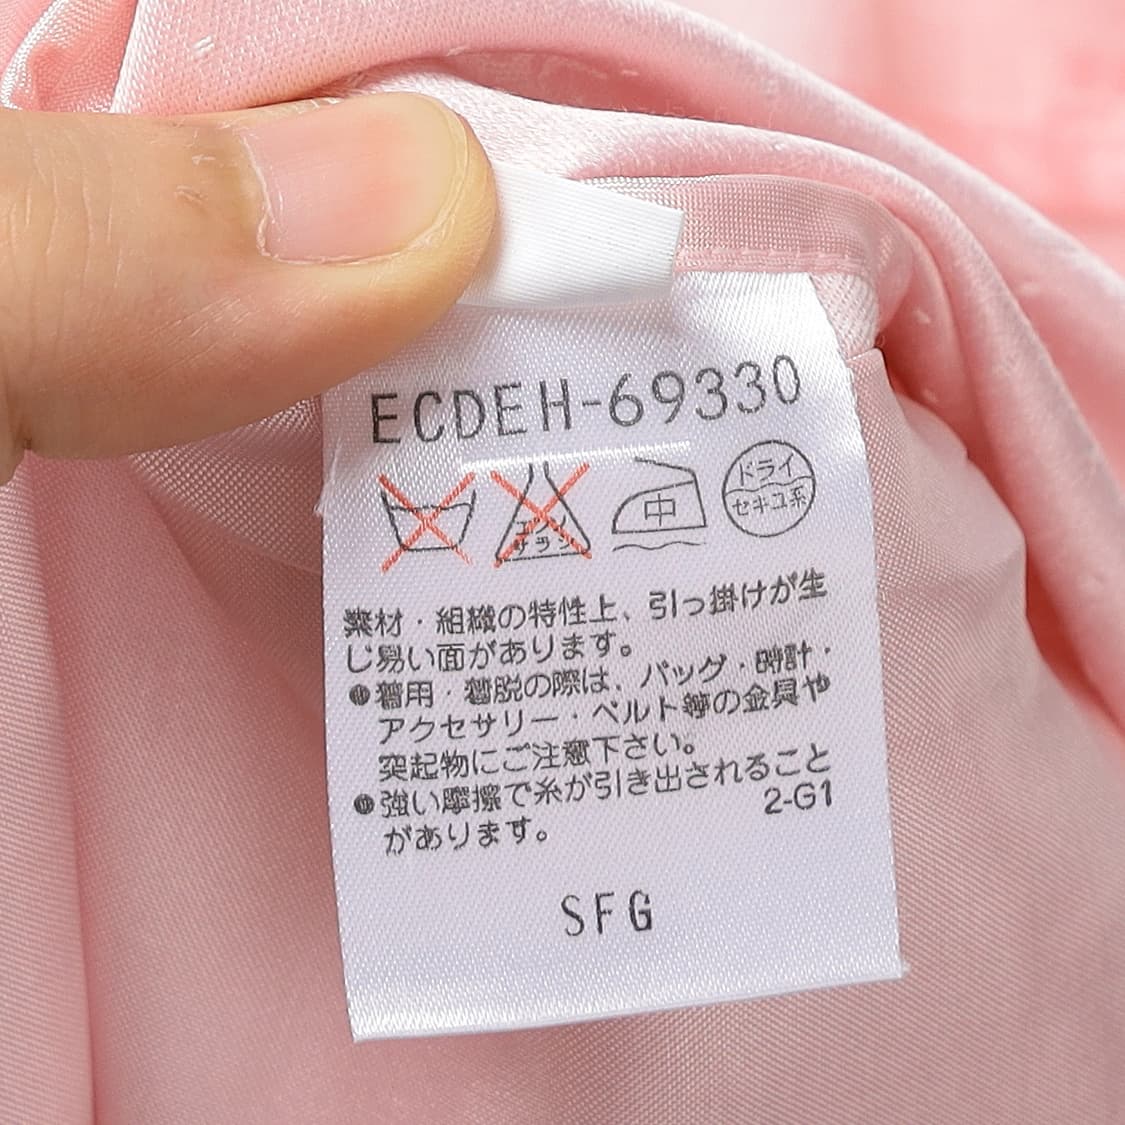 ECDEH-69330
エンソ
サラシ
中
ドライ
セキユ系
素材・組織の特性上、引っ掛けが生
じ易い面があります。
●着用・着脱の際は、バッグ・時計・
アクセサリー・ベルト等の金具や
突起物にご注意下さい。
●強い摩擦で糸が引き出されること
があります。
2-G1
SFG